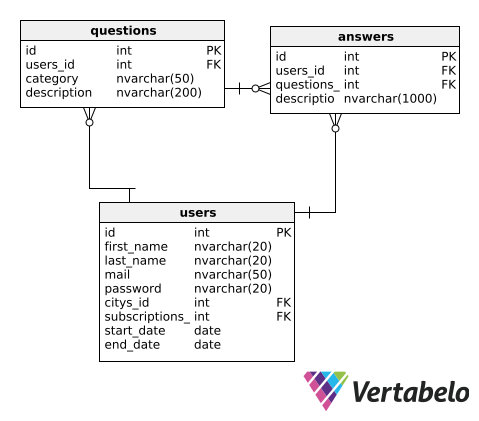 questions
id int PK
users_id int FK
category nvarchar(50)
description nvarchar(200)
answers
id int PK
users_id int FK
questions_ int FK
descriptio nvarchar(1000)
users
id int PK
first_name nvarchar(20)
last_name nvarchar(20)
mail nvarchar(50)
password nvarchar(20)
citys_id int FK
subscriptions_ int FK
start_date date
end_date date
Vertabelo